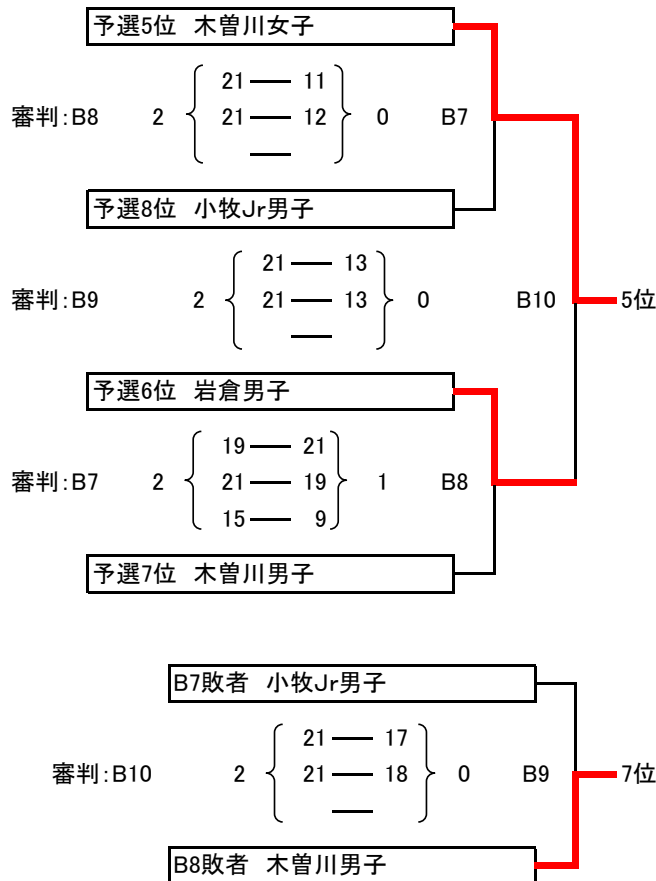 予選5位 木曽川女子
21 ― 11
審判:B8 2 21 ― 12 0 B7
―
予選8位 小牧Jr男子
21 ― 13
審判:B9 2 21 ― 13 0 B10 5位
―
予選6位 岩倉男子
19 ― 21
審判:B7 2 21 ― 19 1 B8
15 ― 9
予選7位 木曽川男子
B7敗者 小牧Jr男子
21 ― 17
審判:B10 2 21 ― 18 0 B9 7位
―
B8敗者 木曽川男子